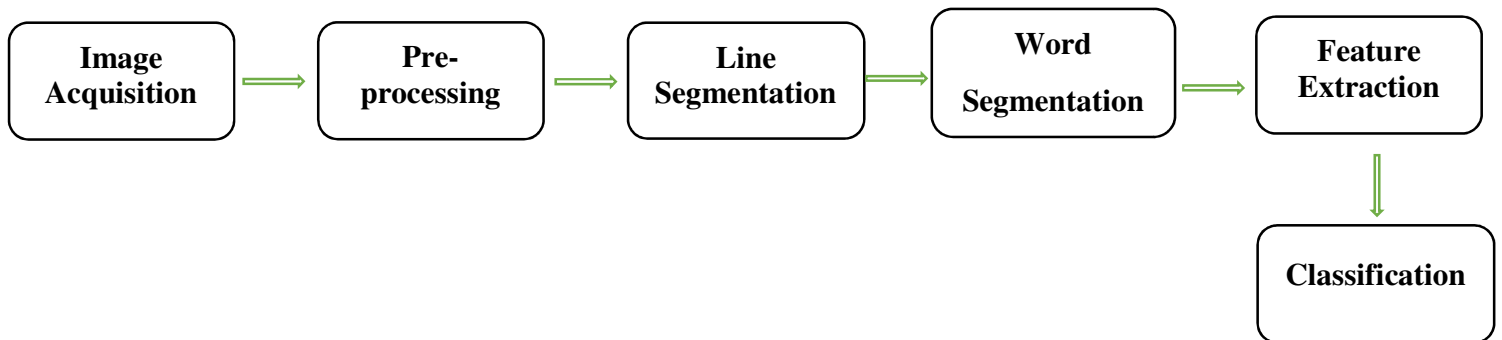 Image
Acquisition
Pre-
processing
Line
Segmentation
Word
Segmentation
Feature
Extraction
Classification